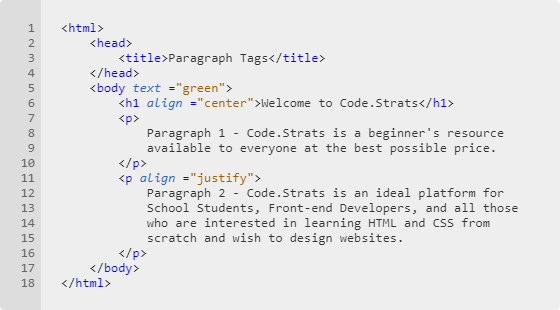 1 <html>
2 <head>
3 <title>Paragraph Tags</title>
4 </head>
5 <body text ="green">
6 <h1 align ="center">Welcome to Code.Strats</h1>
7 <p>
8 Paragraph 1 - Code.Strats is a beginner's resource
9 available to everyone at the best possible price.
10 </p>
11 <p align ="justify">
12 Paragraph 2 - Code.Strats is an ideal platform for
13 School Students, Front-end Developers, and all those
14 who are interested in learning HTML and CSS from
15 scratch and wish to design websites.
16 </p>
17 </body>
18 </html>